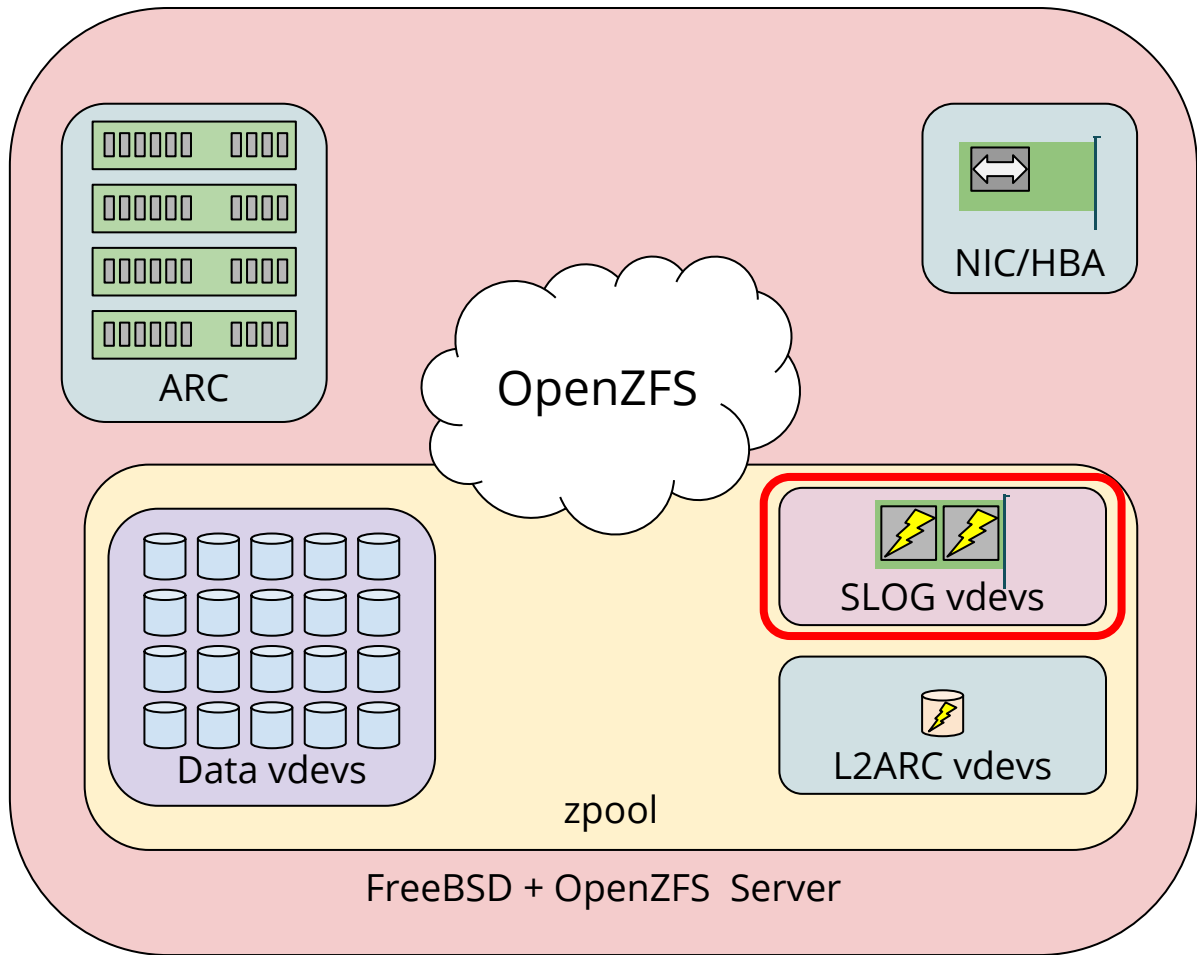 NIC/HBA
ARC
OpenZFS
SLOG vdevs
Data vdevs
L2ARC vdevs
zpool
FreeBSD + OpenZFS  Server